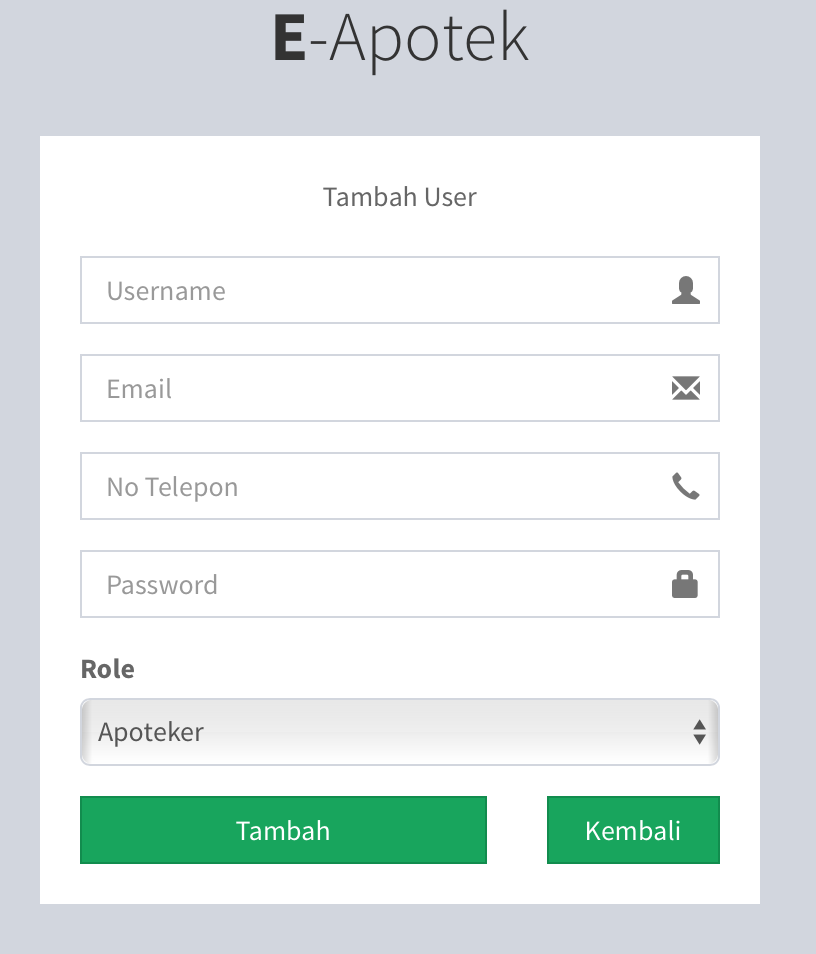 E-Apotek
Tambah User
Username
Email
No Telepon
Password
Role
Apoteker
Tambah
Kembali